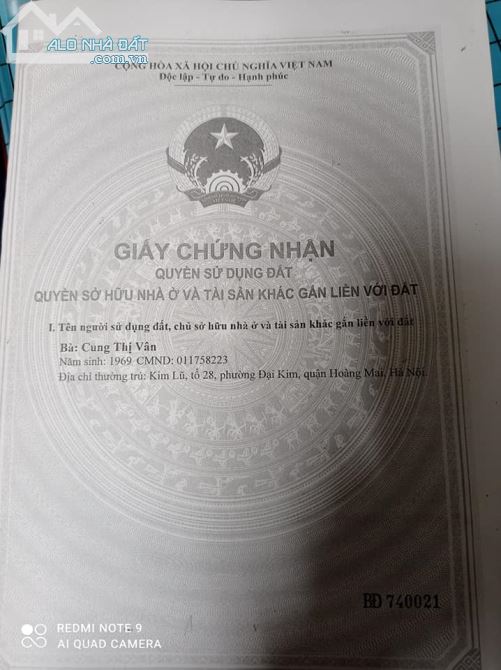 ALO NHÀ ĐẤT
.com.vn
CỘNG HÒA XÃ HỘI CHỦ NGHĨA VIỆT NAM
Độc lập - Tự do - Hạnh phúc
GIẤY CHỨNG NHẬN
QUYỀN SỬ DỤNG ĐẤT
QUYỀN SỞ HỮU NHÀ Ở VÀ TÀI SẢN KHÁC GẮN LIỀN VỚI ĐẤT
I. Tên người sử dụng đất, chủ sở hữu nhà ở và tài sản khác gắn liền với đất
Bà: Cung Thị Vân
Năm sinh: 1969 CMND: 011758223
Địa chỉ thường trú: Kim Lũ, tổ 28, phường Đại Kim, quận Hoàng Mai, Hà Nội.
BĐ 740021
REDMI NOTE 9
AI QUAD CAMERA